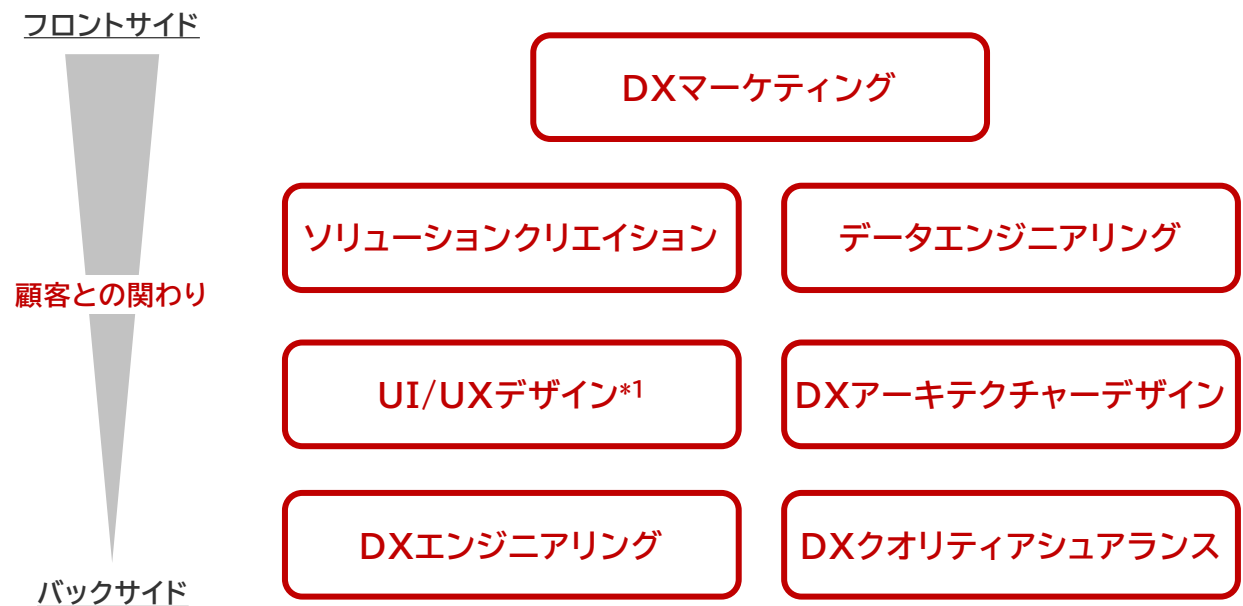 フロントサイド
DXマーケティング
ソリューションクリエイション
データエンジニアリング
顧客との関わり
UI/UXデザイン*1
DXアーキテクチャーデザイン
DXエンジニアリング
DXクオリティアシュアランス
バックサイド